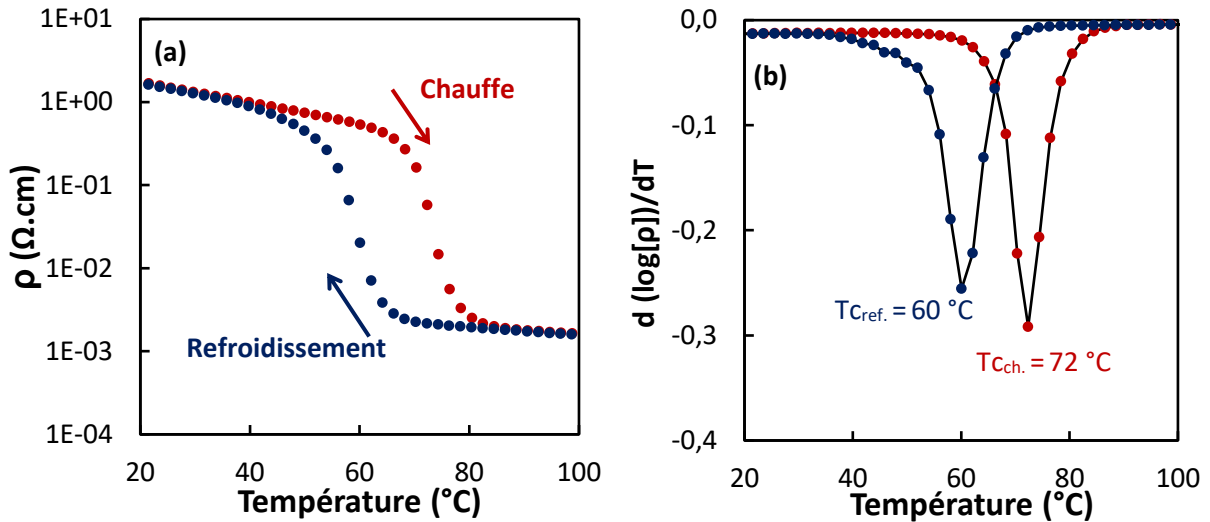 (a)
Chauffe
Refroidissement
ρ (Ω.cm)
1E+01
1E+00
1E-01
1E-02
1E-03
1E-04
20 40 60 80 100
Température (°C)
(b)
d (log[ρ])/dT
0,0
-0,1
-0,2
-0,3
-0,4
Tcref. = 60 °C
Tcch. = 72 °C
20 40 60 80 100
Température (°C)